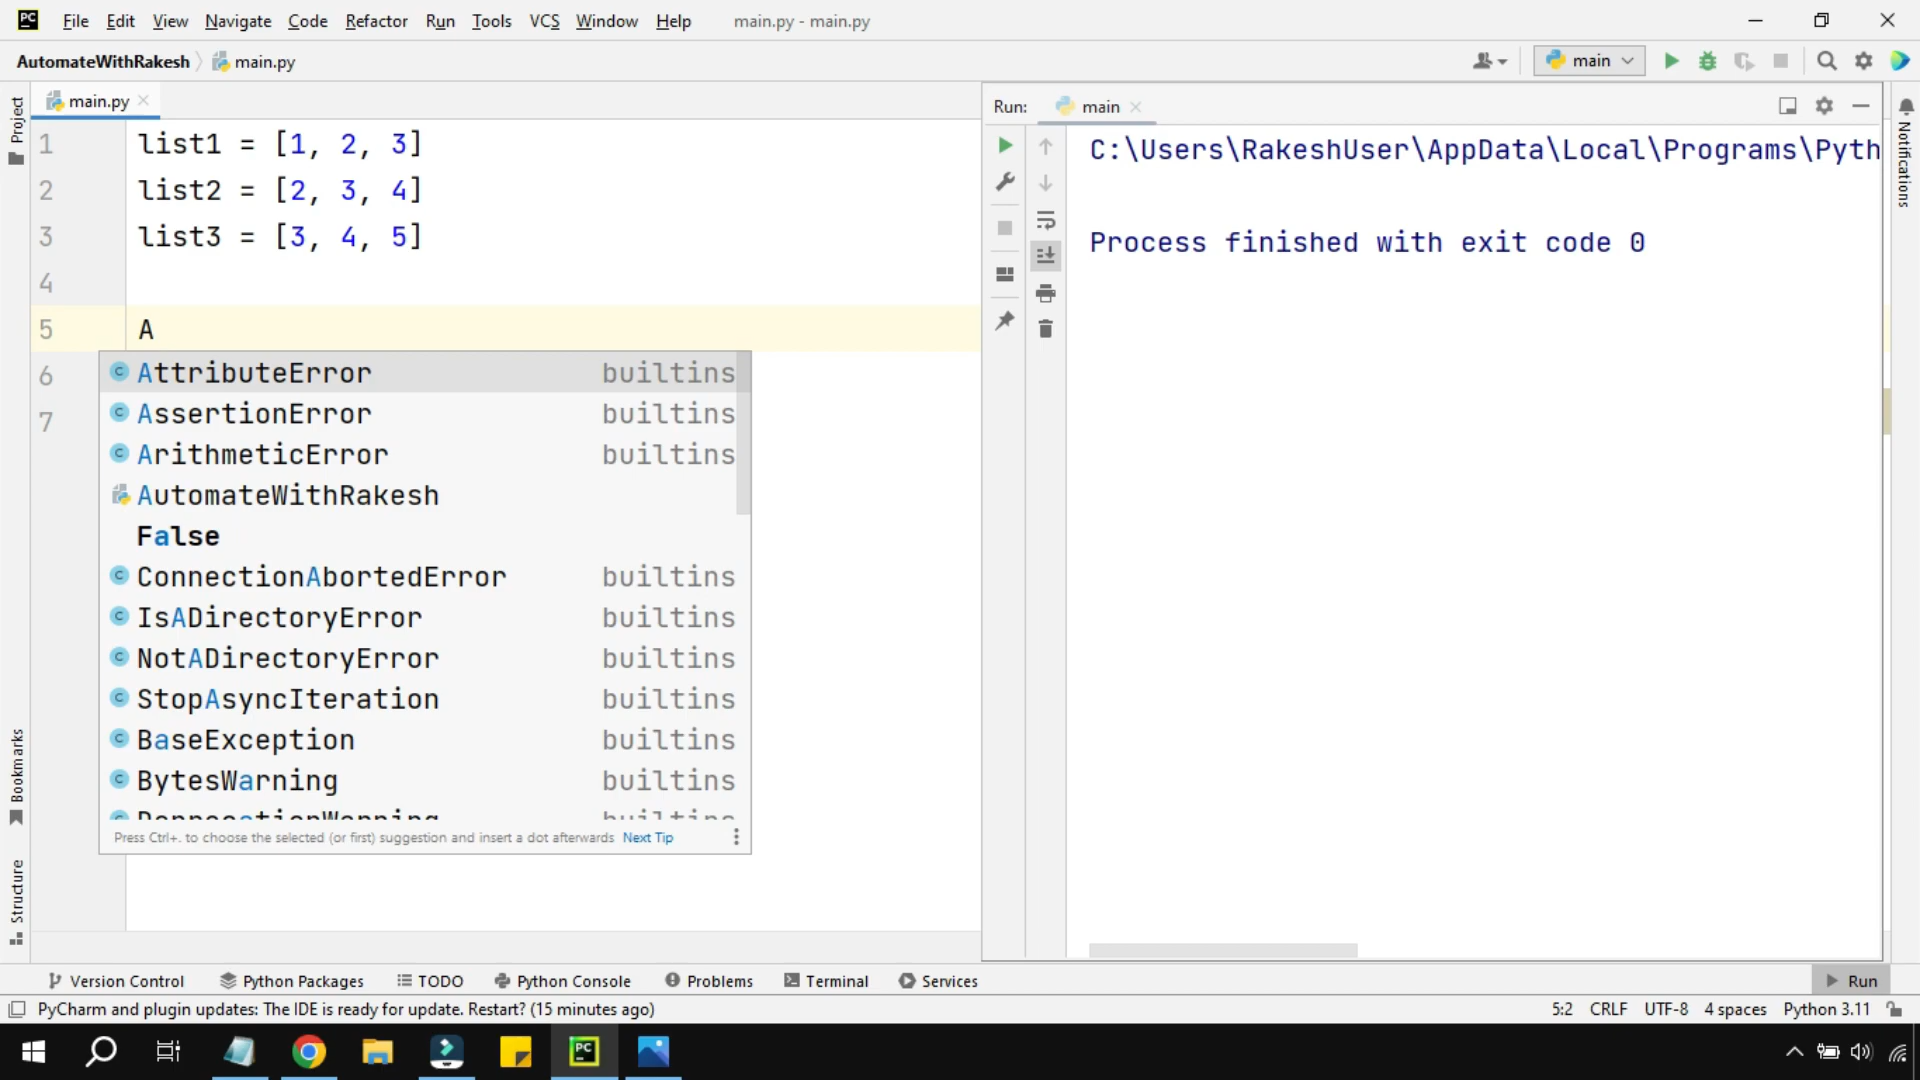 PC File Edit View Navigate Code Refactor Run Tools VCS Window Help main.py - main.py
AutomateWithRakesh main.py main
Project
main.py
Run: main
Notifications
1 list1 = [1, 2, 3]
2 list2 = [2, 3, 4]
3 list3 = [3, 4, 5]
4
5 A
6
7
AttributeError builtins
AssertionError builtins
ArithmeticError builtins
AutomateWithRakesh
False
ConnectionAbortedError builtins
IsADirectoryError builtins
NotADirectoryError builtins
StopAsyncIteration builtins
BaseException builtins
BytesWarning builtins
Press Ctrl+. to choose the selected (or first) suggestion and insert a dot afterwards Next Tip
C:\Users\RakeshUser\AppData\Local\Programs\Pyth
Process finished with exit code 0
Bookmarks
Structure
Version Control Python Packages TODO Python Console Problems Terminal Services Run
PyCharm and plugin updates: The IDE is ready for update. Restart? (15 minutes ago) 5:2 CRLF UTF-8 4 spaces Python 3.11
PC